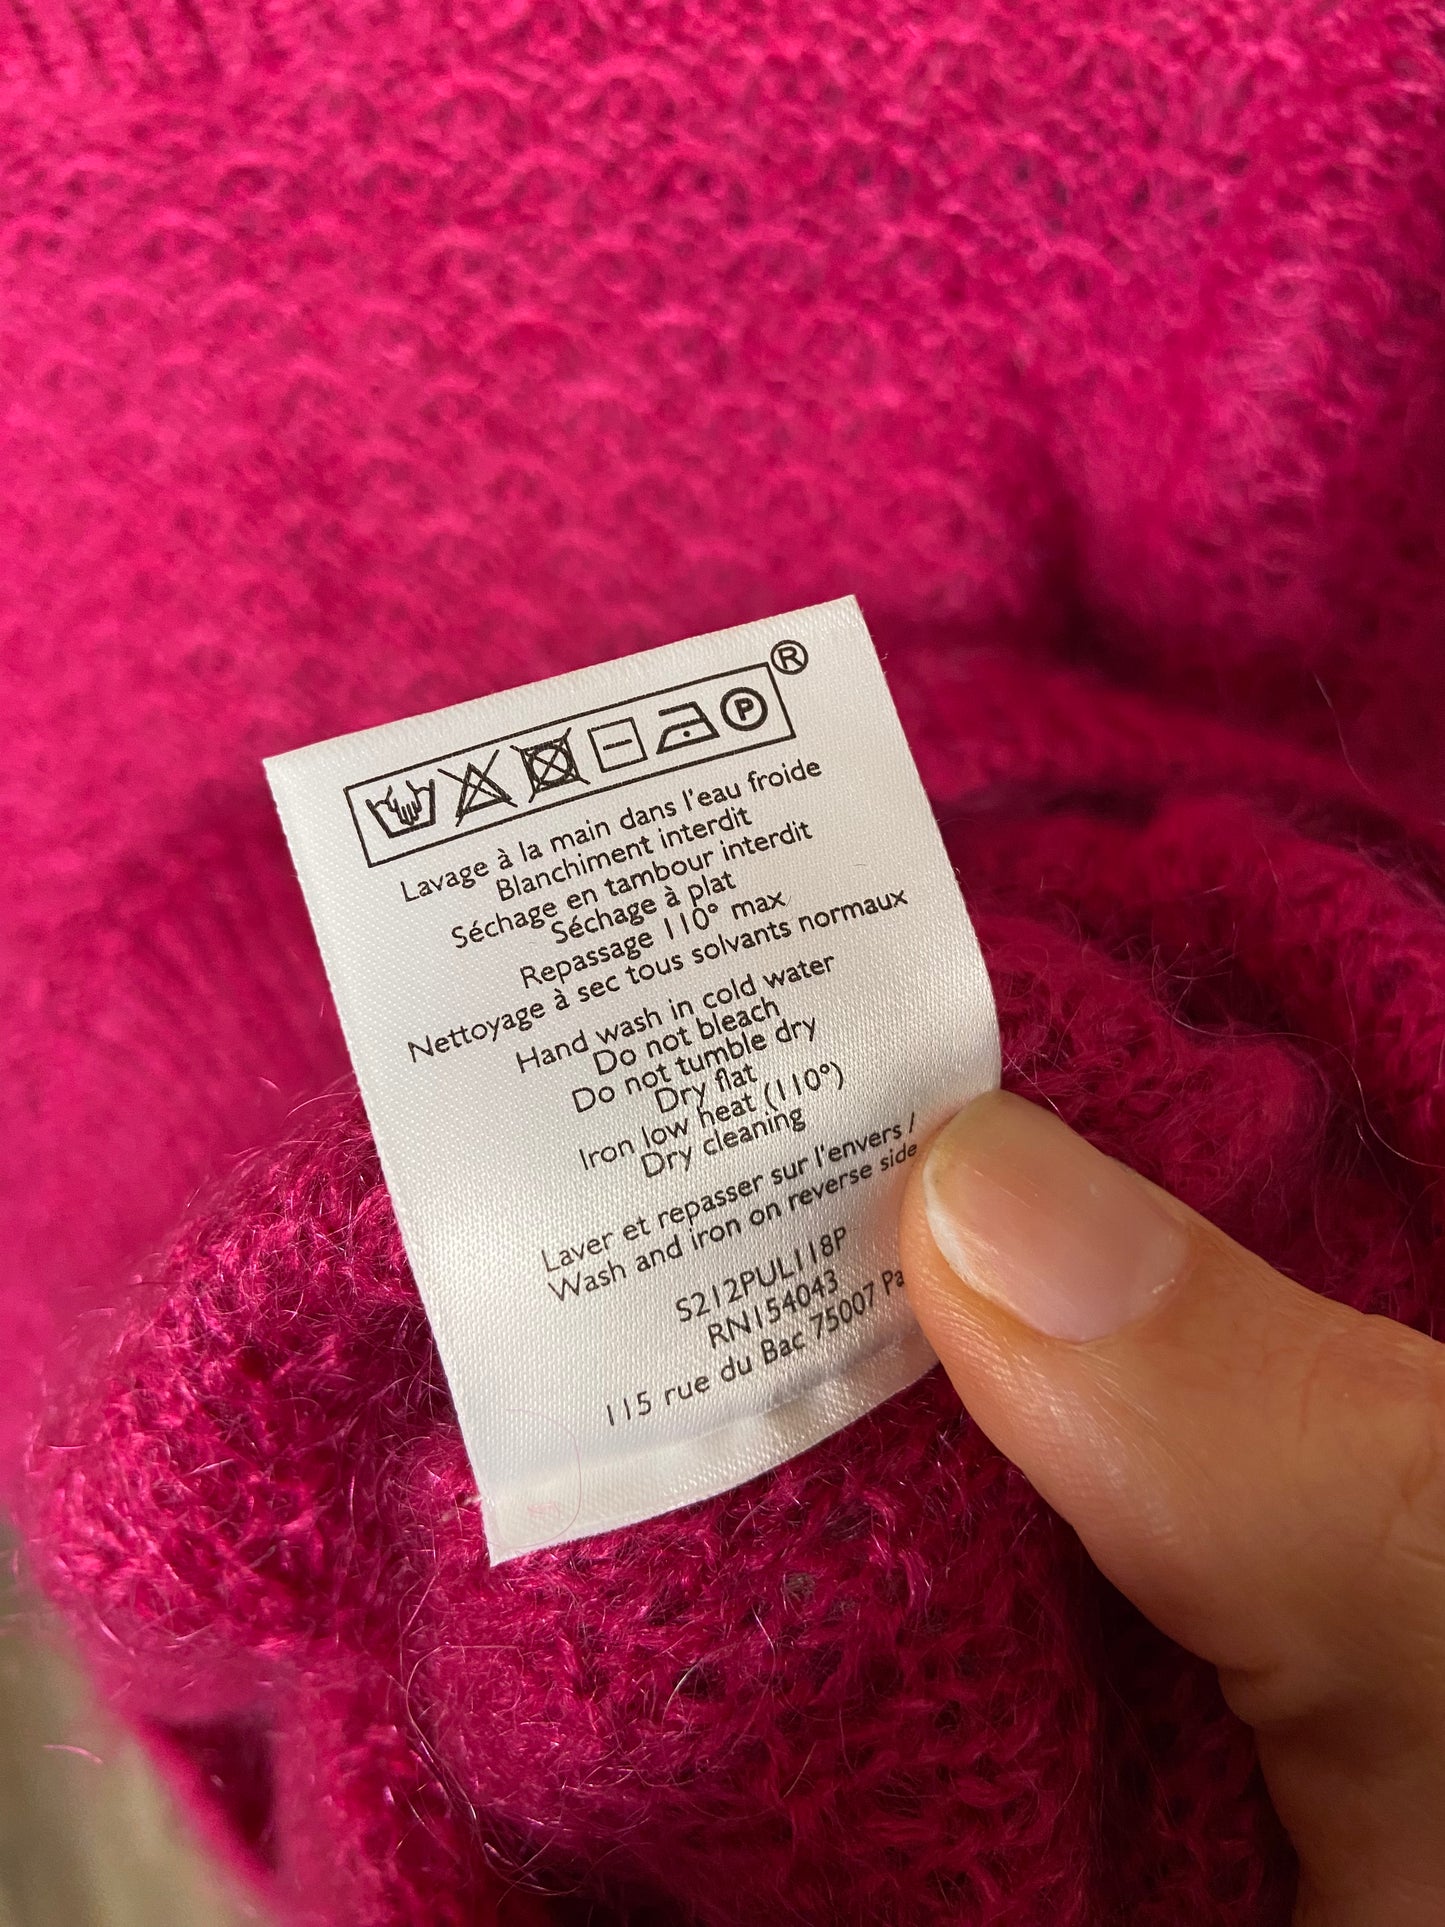 ®
P
Lavage à la main dans l'eau froide
Blanchiment interdit
Séchage en tambour interdit
Séchage à plat
Repassage 110° max
Nettoyage à sec tous solvants normaux
Hand wash in cold water
Do not bleach
Do not tumble dry
Dry flat
Iron low heat (110°)
Dry cleaning
Laver et repasser sur l'envers /
Wash and iron on reverse side
S212PUL118P
RN154043
115 rue du Bac 75007 Pa